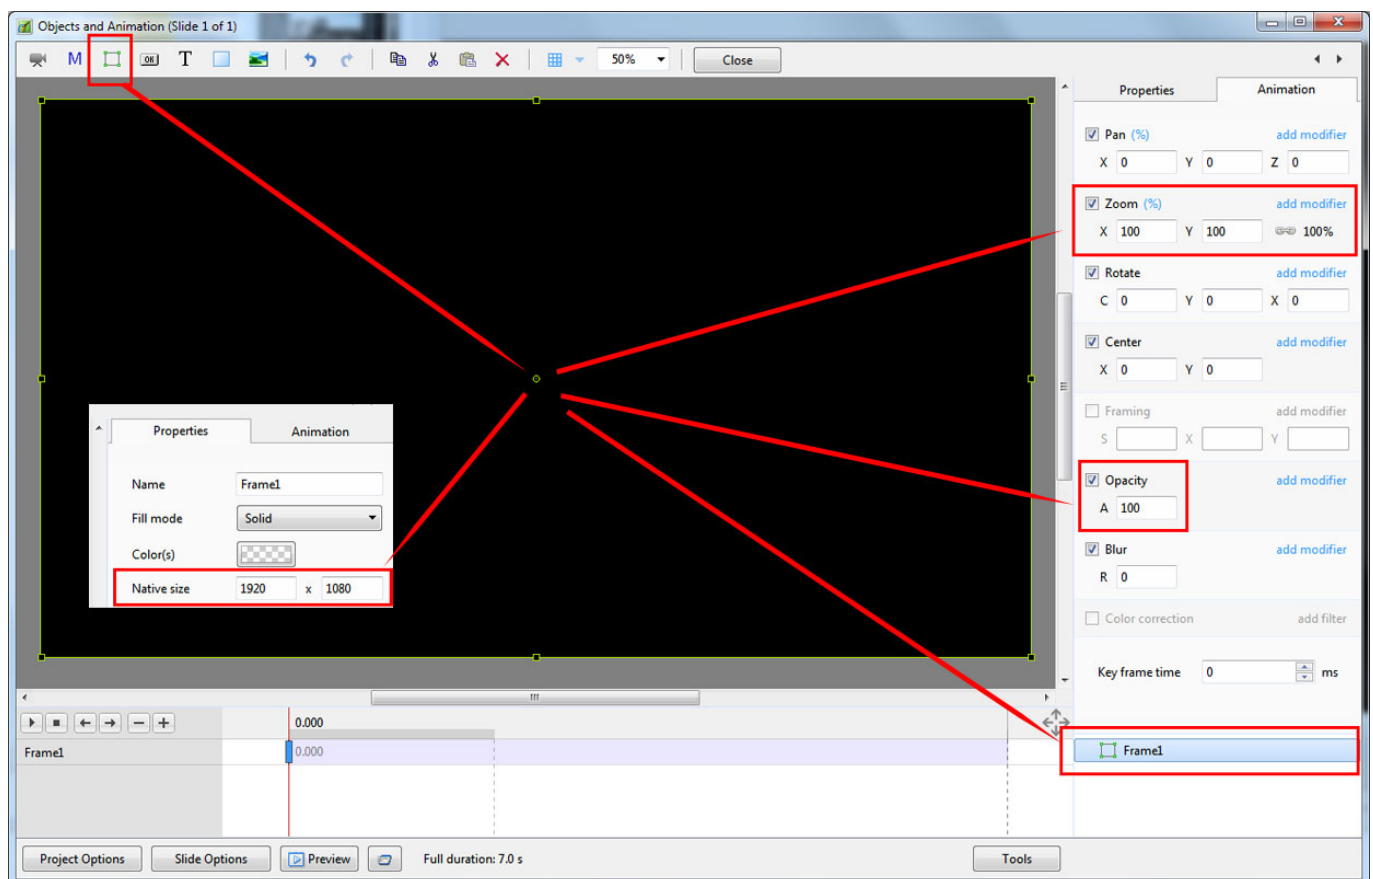 Objects and Animation (Slide 1 of 1)
M OK T 50% Close
Properties Animation
Pan (%) add modifier
X 0 Y 0 Z 0
Zoom (%) add modifier
X 100 Y 100 100%
Rotate add modifier
C 0 Y 0 X 0
Center add modifier
X 0 Y 0
Framing add modifier
S X Y
Opacity add modifier
A 100
Blur add modifier
R 0
Color correction add filter
Key frame time 0 ms
Properties Animation
Name Frame1
Fill mode Solid
Color(s)
Native size 1920 x 1080
0.000
Frame1 0.000
Frame1
Project Options Slide Options Preview Full duration: 7.0 s Tools